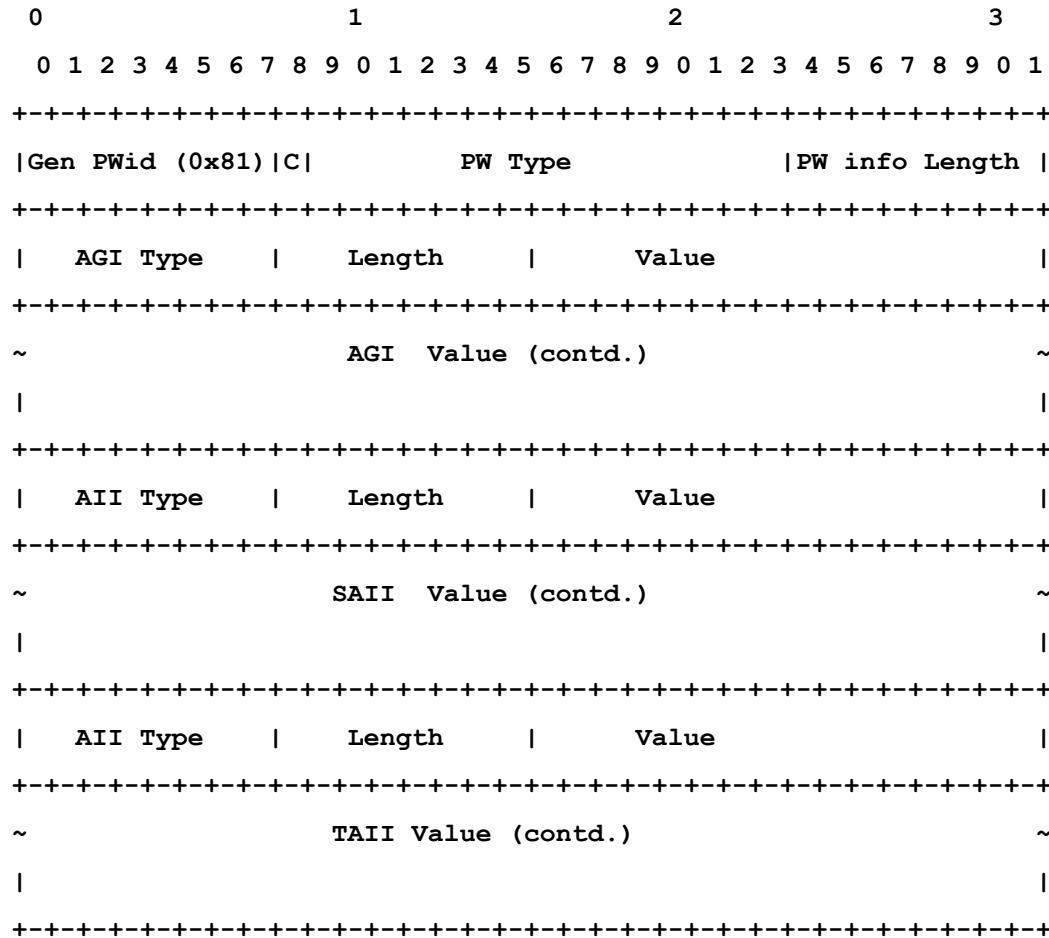 0                   1                   2                   3
 0 1 2 3 4 5 6 7 8 9 0 1 2 3 4 5 6 7 8 9 0 1 2 3 4 5 6 7 8 9 0 1
+-+-+-+-+-+-+-+-+-+-+-+-+-+-+-+-+-+-+-+-+-+-+-+-+-+-+-+-+-+-+-+-+
|Gen PWid (0x81)|C|         PW Type             |PW info Length |
+-+-+-+-+-+-+-+-+-+-+-+-+-+-+-+-+-+-+-+-+-+-+-+-+-+-+-+-+-+-+-+-+
|   AGI Type    |    Length     |      Value                    |
+-+-+-+-+-+-+-+-+-+-+-+-+-+-+-+-+-+-+-+-+-+-+-+-+-+-+-+-+-+-+-+-+
~                    AGI  Value (contd.)                        ~
|                                                               |
+-+-+-+-+-+-+-+-+-+-+-+-+-+-+-+-+-+-+-+-+-+-+-+-+-+-+-+-+-+-+-+-+
|   AII Type    |    Length     |      Value                    |
+-+-+-+-+-+-+-+-+-+-+-+-+-+-+-+-+-+-+-+-+-+-+-+-+-+-+-+-+-+-+-+-+
~                   SAII  Value (contd.)                        ~
|                                                               |
+-+-+-+-+-+-+-+-+-+-+-+-+-+-+-+-+-+-+-+-+-+-+-+-+-+-+-+-+-+-+-+-+
|   AII Type    |    Length     |      Value                    |
+-+-+-+-+-+-+-+-+-+-+-+-+-+-+-+-+-+-+-+-+-+-+-+-+-+-+-+-+-+-+-+-+
~                   TAII Value (contd.)                         ~
|                                                               |
+-+-+-+-+-+-+-+-+-+-+-+-+-+-+-+-+-+-+-+-+-+-+-+-+-+-+-+-+-+-+-+-+